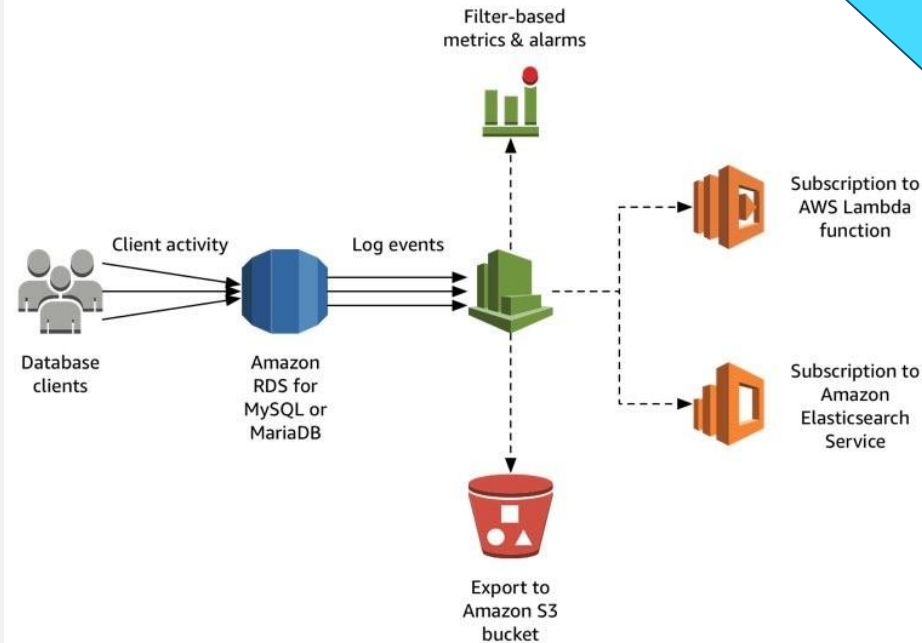 Filter-based
metrics & alarms
Client activity
Log events
Database
clients
Amazon
RDS for
MySQL or
MariaDB
Subscription to
AWS Lambda
function
Subscription to
Amazon
Elasticsearch
Service
Export to
Amazon S3
bucket